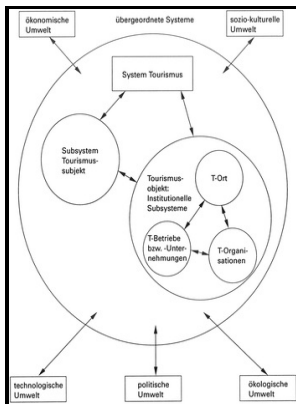 ökonomische
Umwelt
übergeordnete Systeme
sozio-kulturelle
Umwelt
System Tourismus
Subsystem
Tourismus-
subjekt
Tourismus-
objekt:
Institutionelle
Subsysteme
T-Ort
T-Betriebe
bzw. -Unter-
nehmungen
T-Organi-
sationen
technologische
Umwelt
politische
Umwelt
ökologische
Umwelt